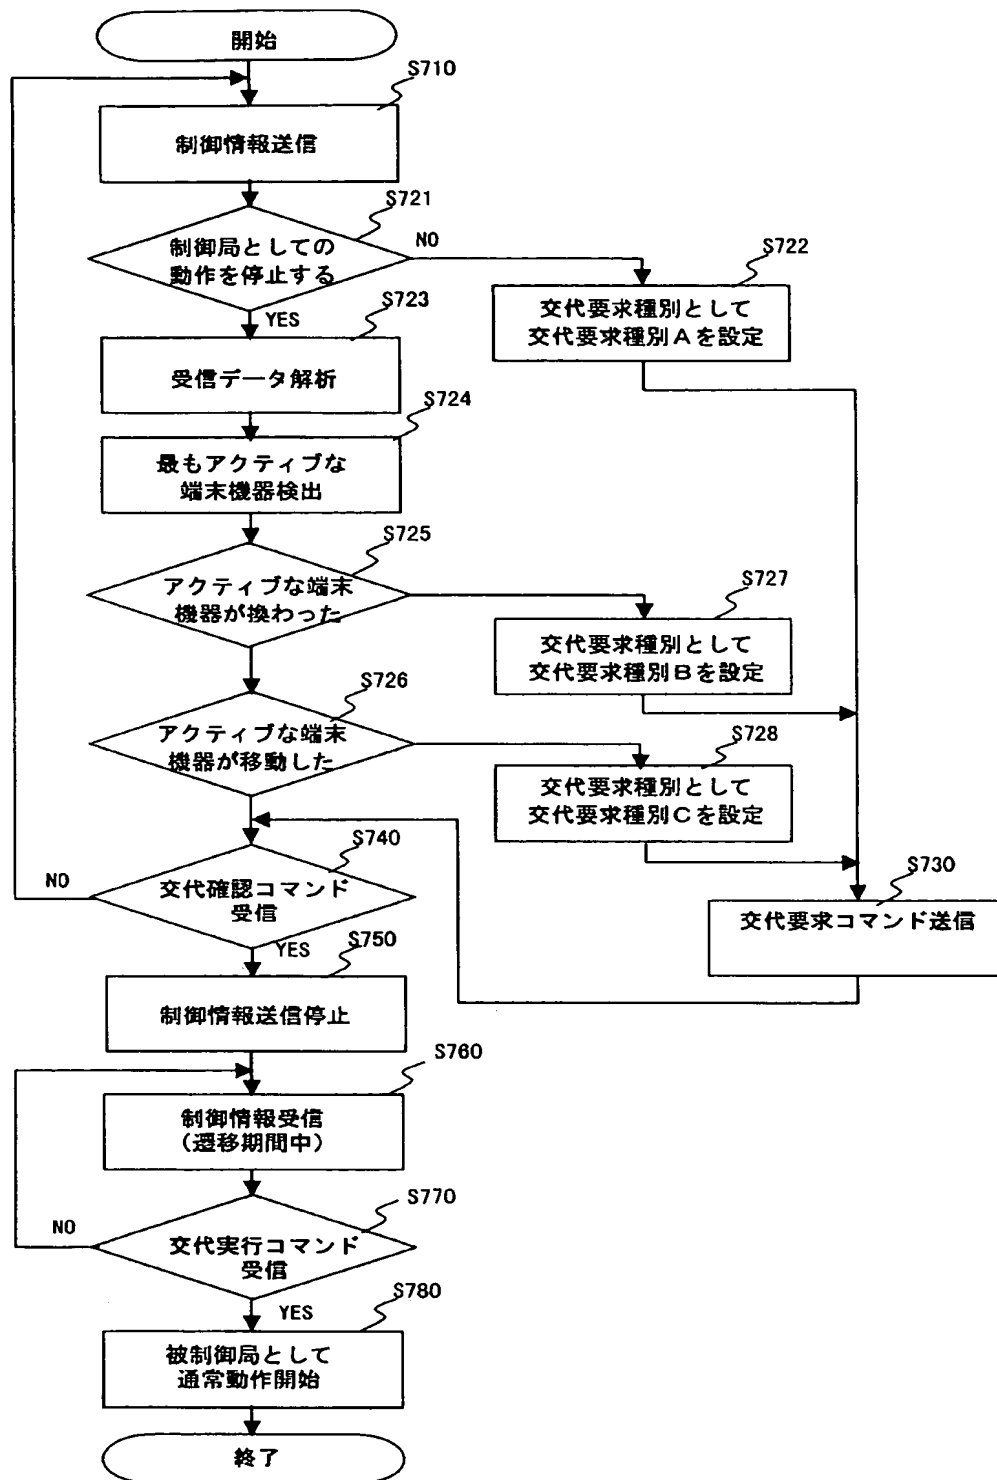 開始
S710
制御情報送信
S721
制御局としての
動作を停止する
NO
YES
S722
交代要求種別として
交代要求種別Aを設定
S723
受信データ解析
S724
最もアクティブな
端末機器検出
S725
アクティブな端末
機器が換わった
S727
交代要求種別として
交代要求種別Bを設定
S726
アクティブな端末
機器が移動した
S728
交代要求種別として
交代要求種別Cを設定
S740
交代確認コマンド
受信
NO
YES
S730
交代要求コマンド送信
S750
制御情報送信停止
S760
制御情報受信
(遷移期間中)
S770
交代実行コマンド
受信
NO
YES
S780
被制御局として
通常動作開始
終了